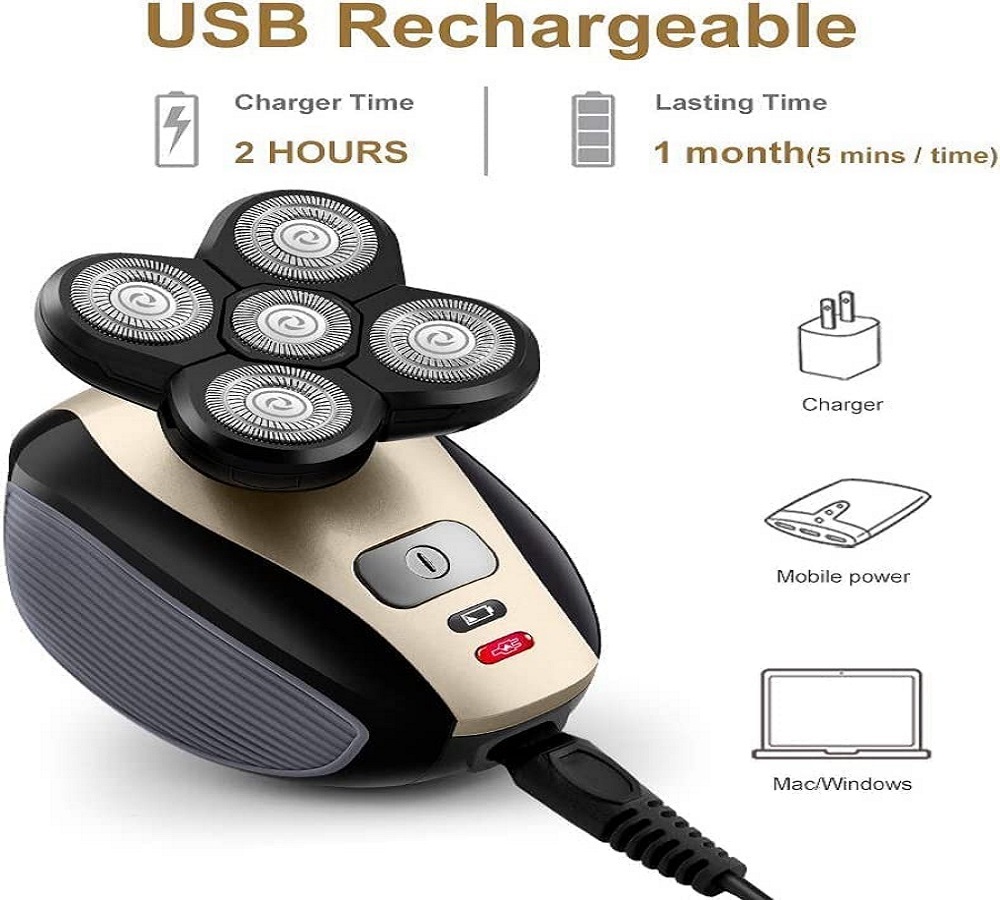 USB Rechargeable
Charger Time
2 HOURS
Lasting Time
1 month(5 mins / time)
Charger
Mobile power
Mac/Windows